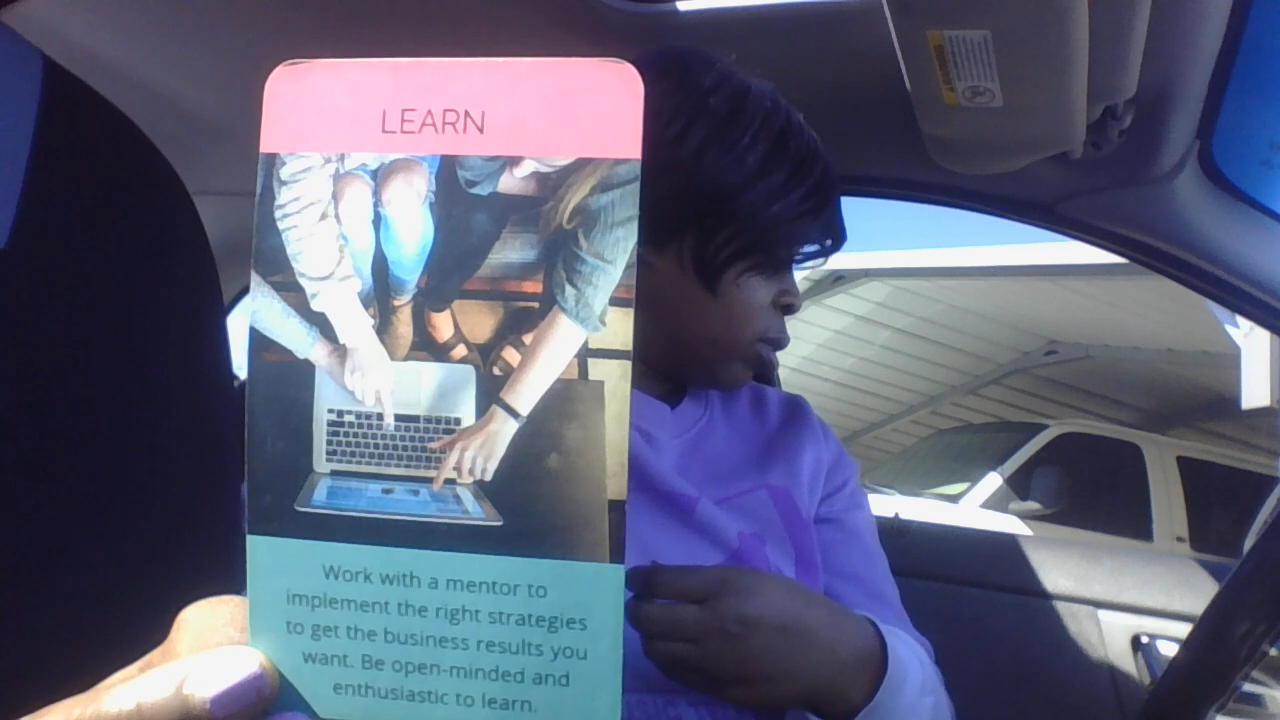 LEARN
Work with a mentor to
implement the right strategies
to get the business results you
want. Be open-minded and
enthusiastic to learn.